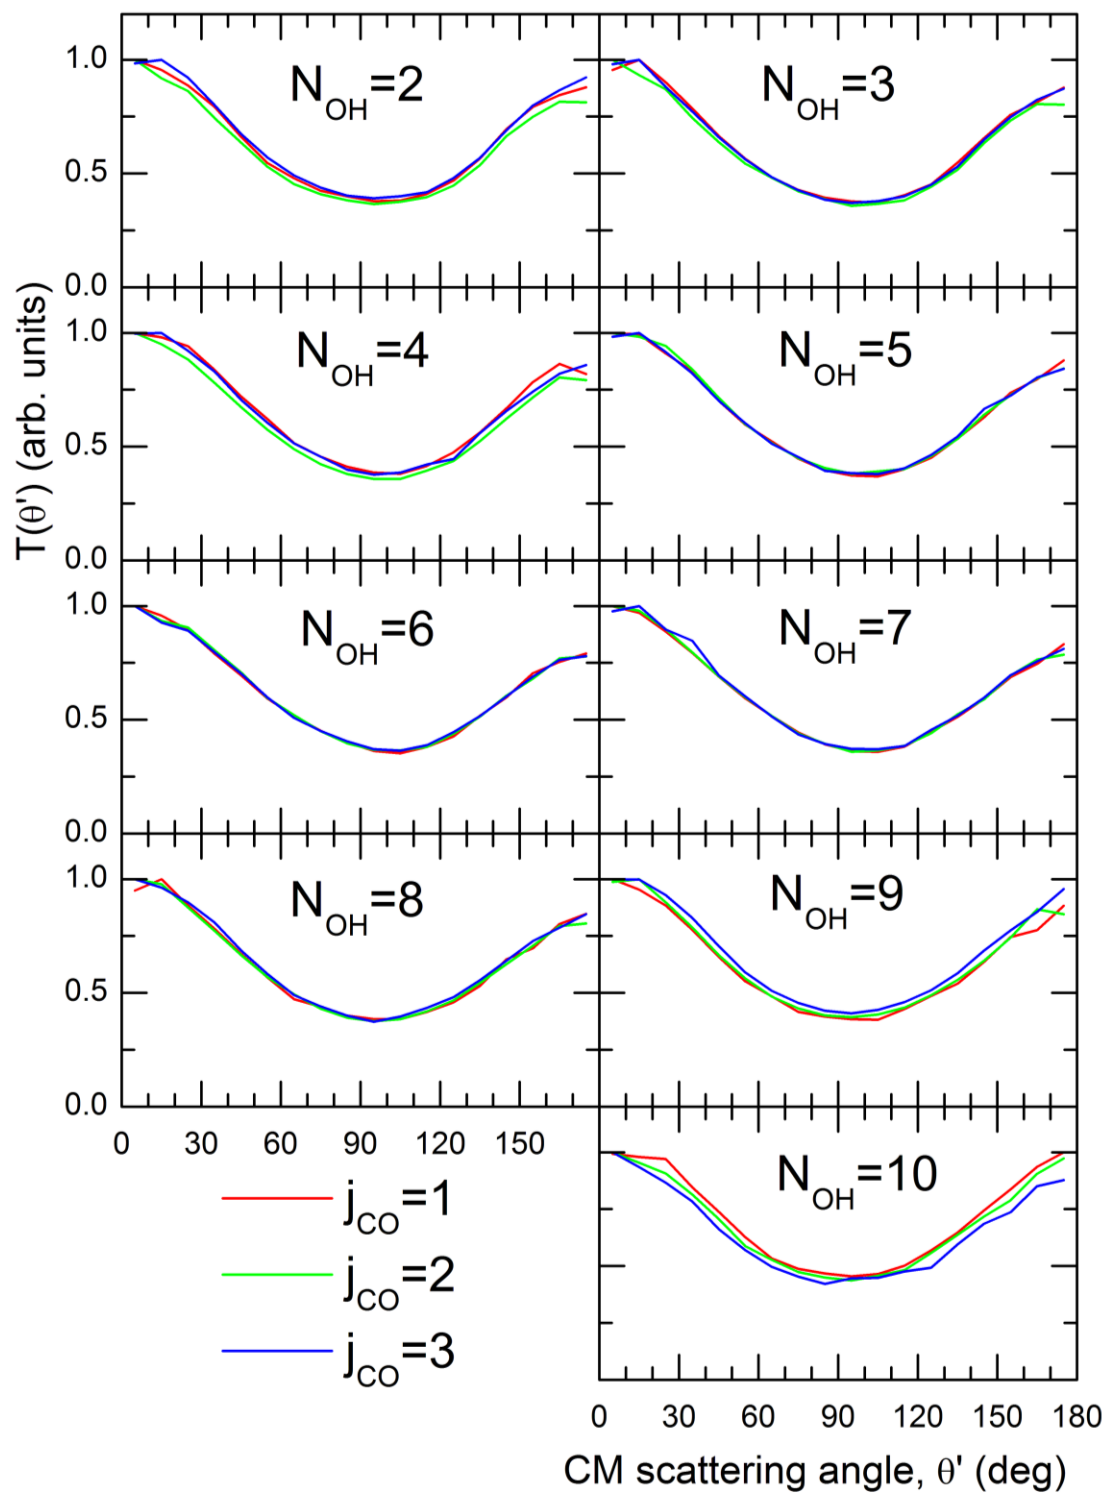 1.0
0.5
0.0
N_OH=2
N_OH=3
1.0
0.5
0.0
N_OH=4
N_OH=5
1.0
0.5
0.0
N_OH=6
N_OH=7
1.0
0.5
0.0
N_OH=8
N_OH=9
T(θ') (arb. units)
0 30 60 90 120 150
N_OH=10
j_CO=1
j_CO=2
j_CO=3
0 30 60 90 120 150 180
CM scattering angle, θ' (deg)